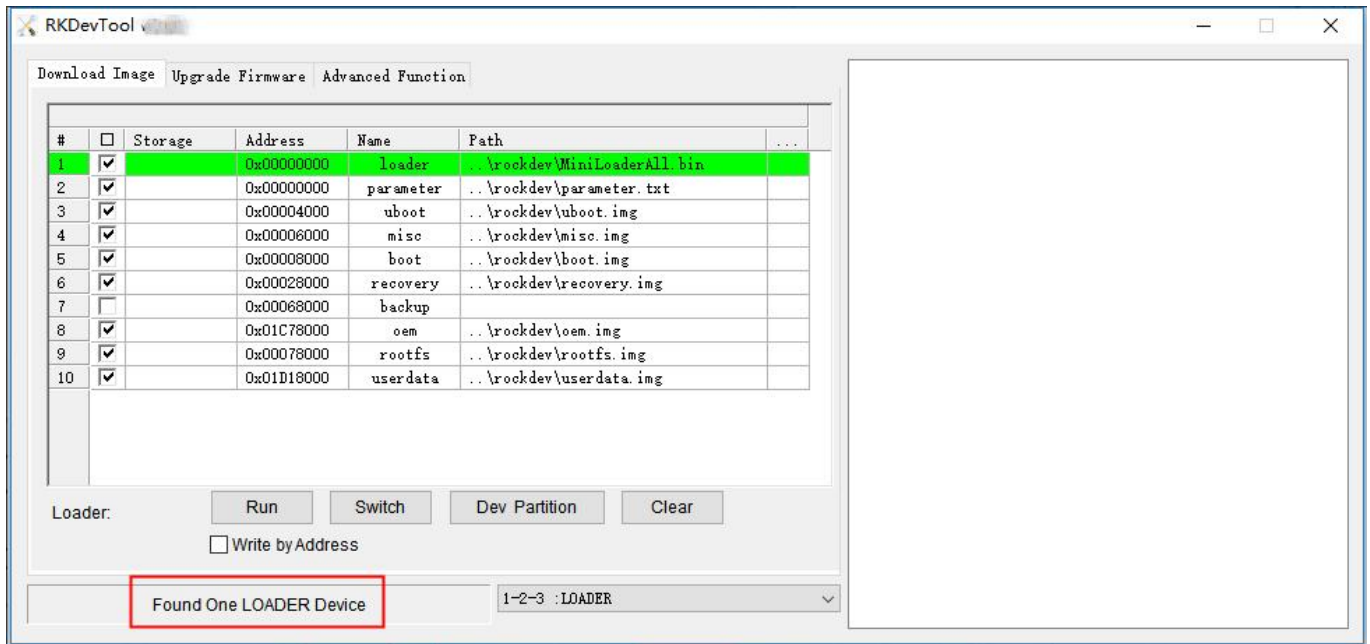 RKDevTool
Download Image Upgrade Firmware Advanced Function
# Storage Address Name Path ...
1 0x00000000 loader ..\rockdev\MiniLoaderAll.bin
2 0x00000000 parameter ..\rockdev\parameter.txt
3 0x00004000 uboot ..\rockdev\uboot.img
4 0x00006000 misc ..\rockdev\misc.img
5 0x00008000 boot ..\rockdev\boot.img
6 0x00028000 recovery ..\rockdev\recovery.img
7 0x00068000 backup
8 0x01C78000 oem ..\rockdev\oem.img
9 0x00078000 rootfs ..\rockdev\rootfs.img
10 0x01D18000 userdata ..\rockdev\userdata.img
Loader: Run Switch Dev Partition Clear
Write by Address
Found One LOADER Device 1-2-3 :LOADER